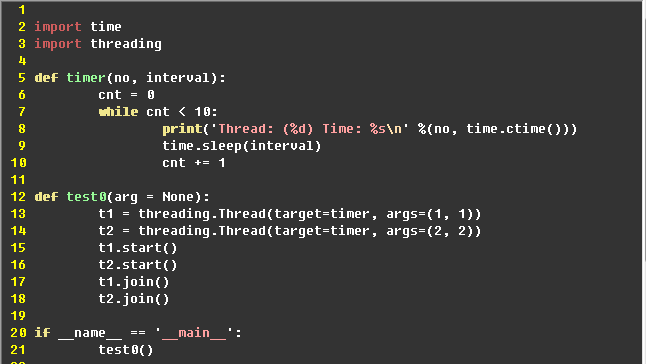 1
2 import time
3 import threading
4
5 def timer(no, interval):
6         cnt = 0
7         while cnt < 10:
8                 print('Thread: (%d) Time: %s\n' %(no, time.ctime()))
9                 time.sleep(interval)
10                 cnt += 1
11
12 def test0(arg = None):
13         t1 = threading.Thread(target=timer, args=(1, 1))
14         t2 = threading.Thread(target=timer, args=(2, 2))
15         t1.start()
16         t2.start()
17         t1.join()
18         t2.join()
19
20 if __name__ == '__main__':
21         test0()